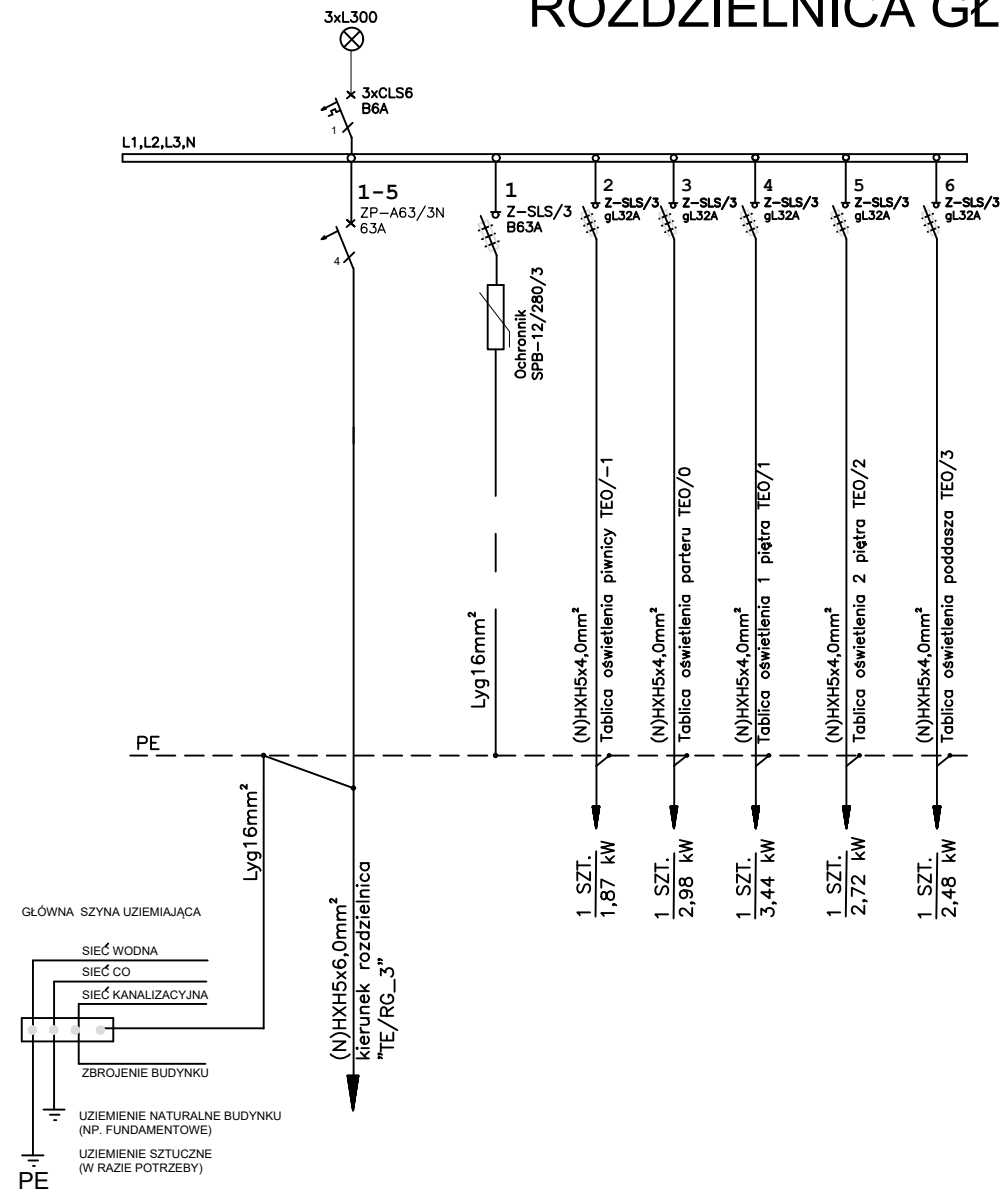 ROZDZIELNICA GŁ
3xL300
3xCLS6
B6A
1
L1,L2,L3,N
1-5
ZP-A63/3N
63A
4
1
Z-SLS/3
B63A
Ochronnik
SPB-12/280/3
2
Z-SLS/3
gL32A
3
Z-SLS/3
gL32A
4
Z-SLS/3
gL32A
5
Z-SLS/3
gL32A
6
Z-SLS/3
gL32A
Lyg16mm²
(N)HXH5x4,0mm²
Tablica oświetlenia piwnicy TEO/-1
(N)HXH5x4,0mm²
Tablica oświetlenia parteru TEO/0
(N)HXH5x4,0mm²
Tablica oświetlenia 1 piętra TEO/1
(N)HXH5x4,0mm²
Tablica oświetlenia 2 piętra TEO/2
(N)HXH5x4,0mm²
Tablica oświetlenia poddasza TEO/3
PE
Lyg16mm²
(N)HXH5x6,0mm²
kierunek rozdzielnica
"TE/RG_3"
1 SZT.
1,87 kW
1 SZT.
2,98 kW
1 SZT.
3,44 kW
1 SZT.
2,72 kW
1 SZT.
2,48 kW
GŁÓWNA SZYNA UZIEMIAJĄCA
SIEĆ WODNA
SIEĆ CO
SIEĆ KANALIZACYJNA
ZBROJENIE BUDYNKU
UZIEMIENIE NATURALNE BUDYNKU
(NP. FUNDAMENTOWE)
UZIEMIENIE SZTUCZNE
(W RAZIE POTRZEBY)
PE